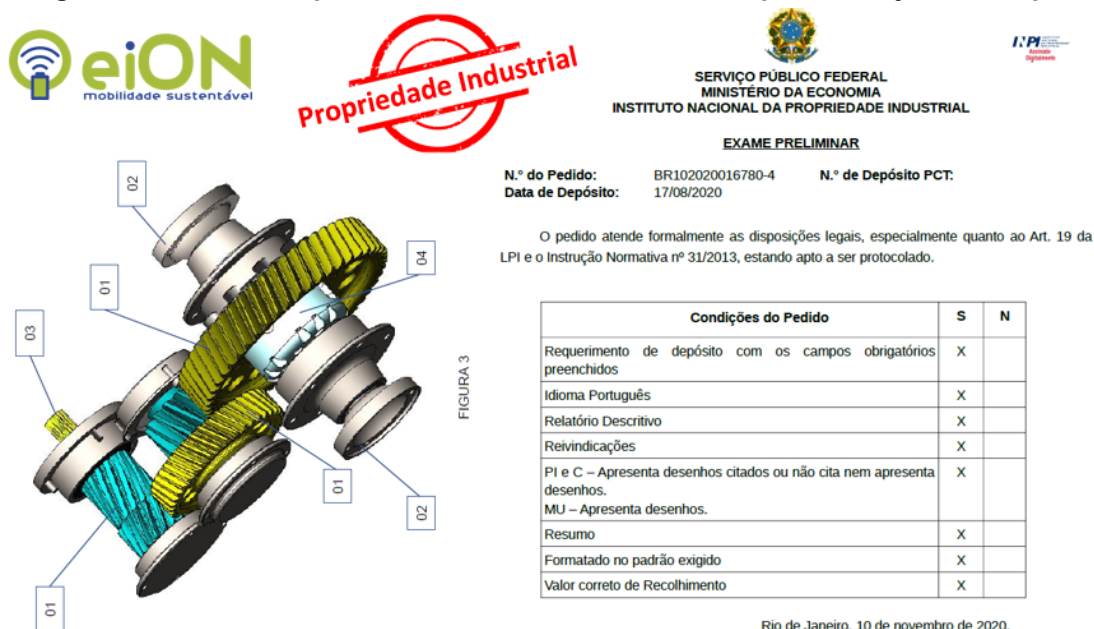 eiON
mobilidade sustentável
Propriedade Industrial
INPI
Assinado
Digitalmente
SERVIÇO PÚBLICO FEDERAL
MINISTÉRIO DA ECONOMIA
INSTITUTO NACIONAL DA PROPRIEDADE INDUSTRIAL
EXAME PRELIMINAR
N.° do Pedido: BR102020016780-4 N.° de Depósito PCT:
Data de Depósito: 17/08/2020
O pedido atende formalmente as disposições legais, especialmente quanto ao Art. 19 da
LPI e o Instrução Normativa nº 31/2013, estando apto a ser protocolado.
Condições do Pedido S N
Requerimento de depósito com os campos obrigatórios X
preenchidos
Idioma Português X
Relatório Descritivo X
Reivindicações X
PI e C – Apresenta desenhos citados ou não cita nem apresenta X
desenhos.
MU – Apresenta desenhos.
Resumo X
Formatado no padrão exigido X
Valor correto de Recolhimento X
Rio de Janeiro, 10 de novembro de 2020.
02
04
01
03
FIGURA 3
01
02
01